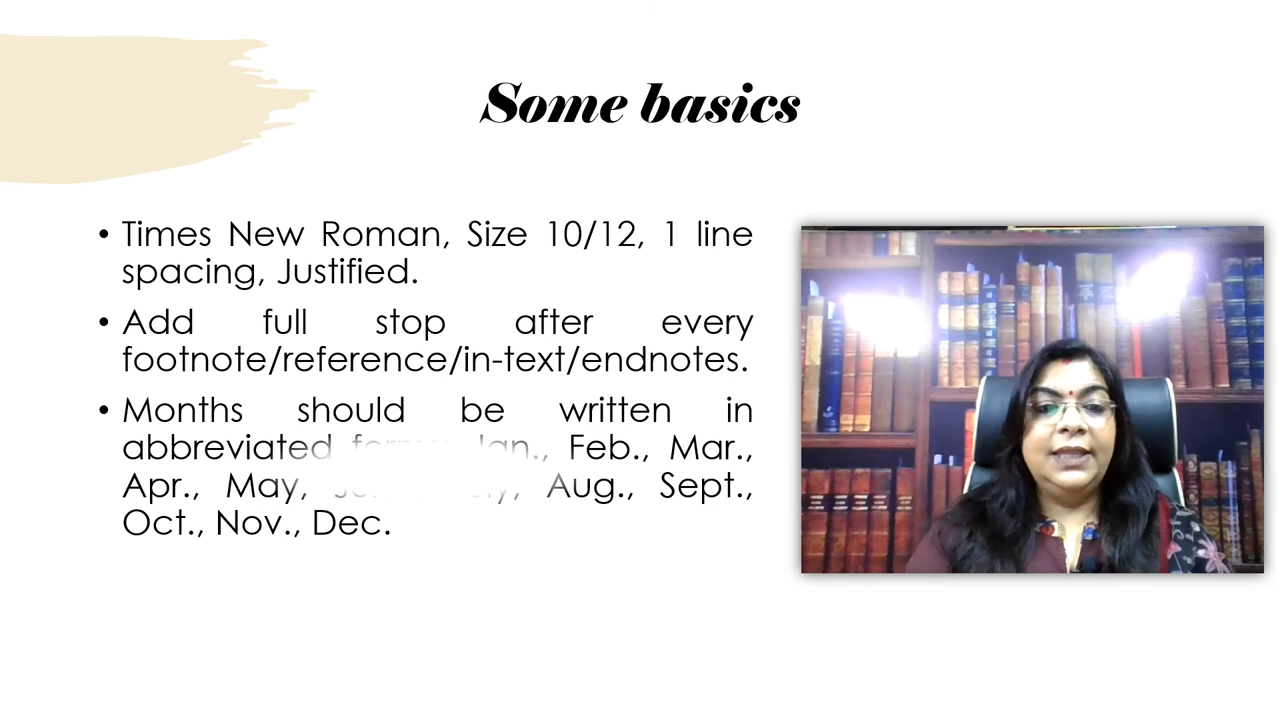 Some basics
• Times New Roman, Size 10/12, 1 line
spacing, Justified.
• Add full stop after every
footnote/reference/in-text/endnotes.
• Months should be written in
abbreviated Jan., Feb., Mar.,
Apr., May, Aug., Sept.,
Oct., Nov., Dec.